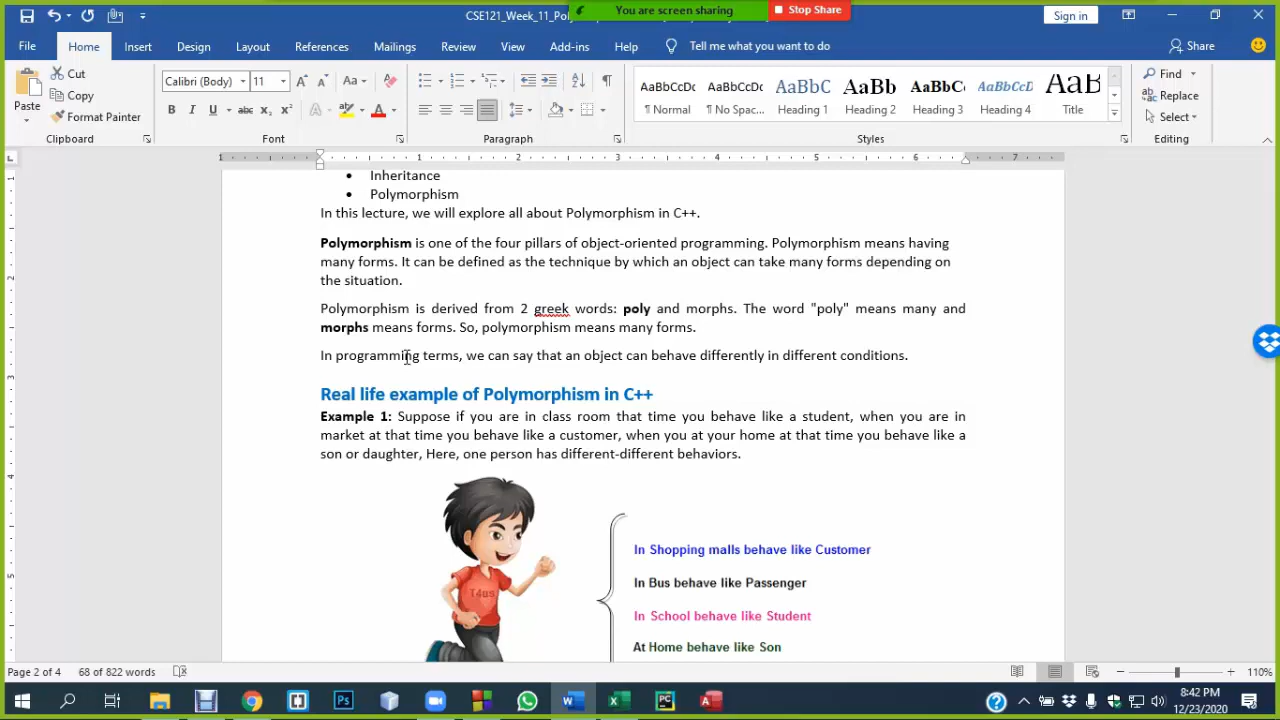 CSE121_Week_11_Pol
You are screen sharing
Stop Share
Sign in
File
Home
Insert
Design
Layout
References
Mailings
Review
View
Add-ins
Help
Tell me what you want to do
Share
Paste
Cut
Copy
Format Painter
Clipboard
Calibri (Body)
11
Font
Paragraph
AaBbCcDc
¶ Normal
AaBbCcDc
¶ No Spac...
AaBbC
Heading 1
AaBb
Heading 2
AaBbCc
Heading 3
AaBbCcD
Heading 4
AaB
Title
Styles
Find
Replace
Select
Editing
1 1 2 3 4 5 6 7
• Inheritance
• Polymorphism
In this lecture, we will explore all about Polymorphism in C++.
Polymorphism is one of the four pillars of object-oriented programming. Polymorphism means having
many forms. It can be defined as the technique by which an object can take many forms depending on
the situation.
Polymorphism is derived from 2 greek words: poly and morphs. The word "poly" means many and
morphs means forms. So, polymorphism means many forms.
In programming terms, we can say that an object can behave differently in different conditions.
Real life example of Polymorphism in C++
Example 1: Suppose if you are in class room that time you behave like a student, when you are in
market at that time you behave like a customer, when you at your home at that time you behave like a
son or daughter, Here, one person has different-different behaviors.
T4us
In Shopping malls behave like Customer
In Bus behave like Passenger
In School behave like Student
At Home behave like Son
Page 2 of 4
68 of 822 words
110%
8:42 PM
12/23/2020